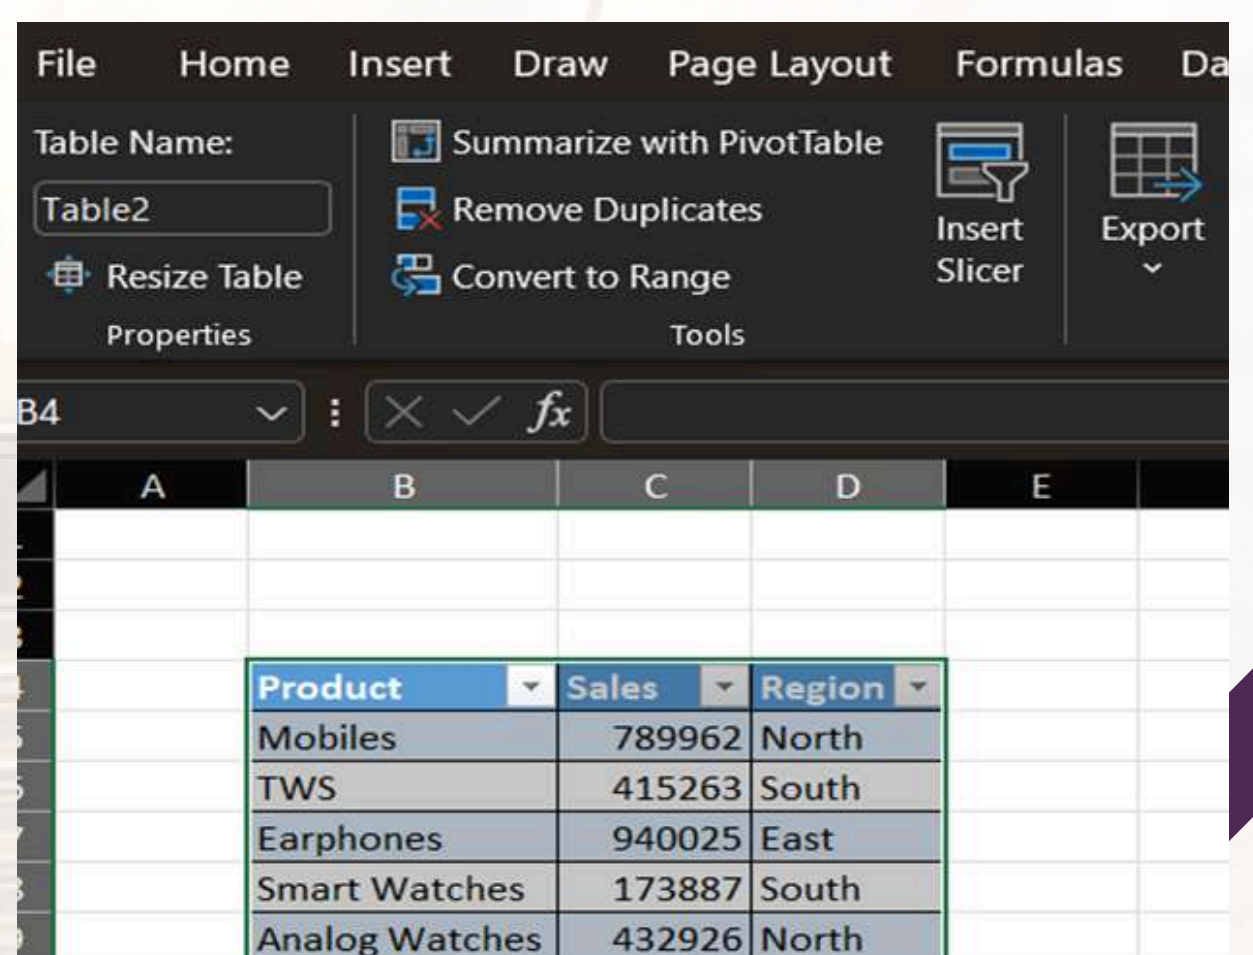 File Home Insert Draw Page Layout Formulas Da
Table Name:
Table2
Resize Table
Properties
Summarize with PivotTable
Remove Duplicates
Convert to Range
Tools
Insert
Slicer
Export
B4 fx
A B C D E
Product Sales Region
Mobiles 789962 North
TWS 415263 South
Earphones 940025 East
Smart Watches 173887 South
Analog Watches 432926 North